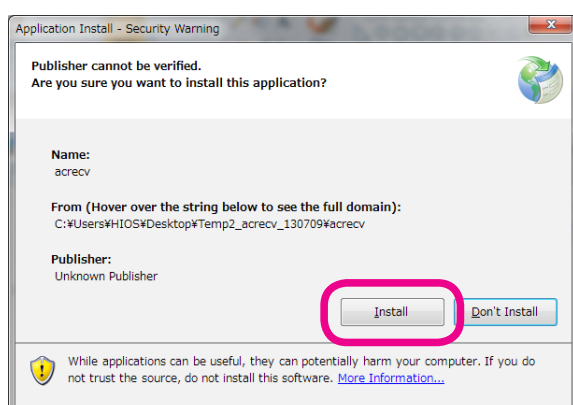 Application Install - Security Warning
Publisher cannot be verified.
Are you sure you want to install this application?
Name:
acrecv
From (Hover over the string below to see the full domain):
C:¥Users¥HIOS¥Desktop¥Temp2_acrecv_130709¥acrecv
Publisher:
Unknown Publisher
Install
Don't Install
While applications can be useful, they can potentially harm your computer. If you do
not trust the source, do not install this software. More Information...